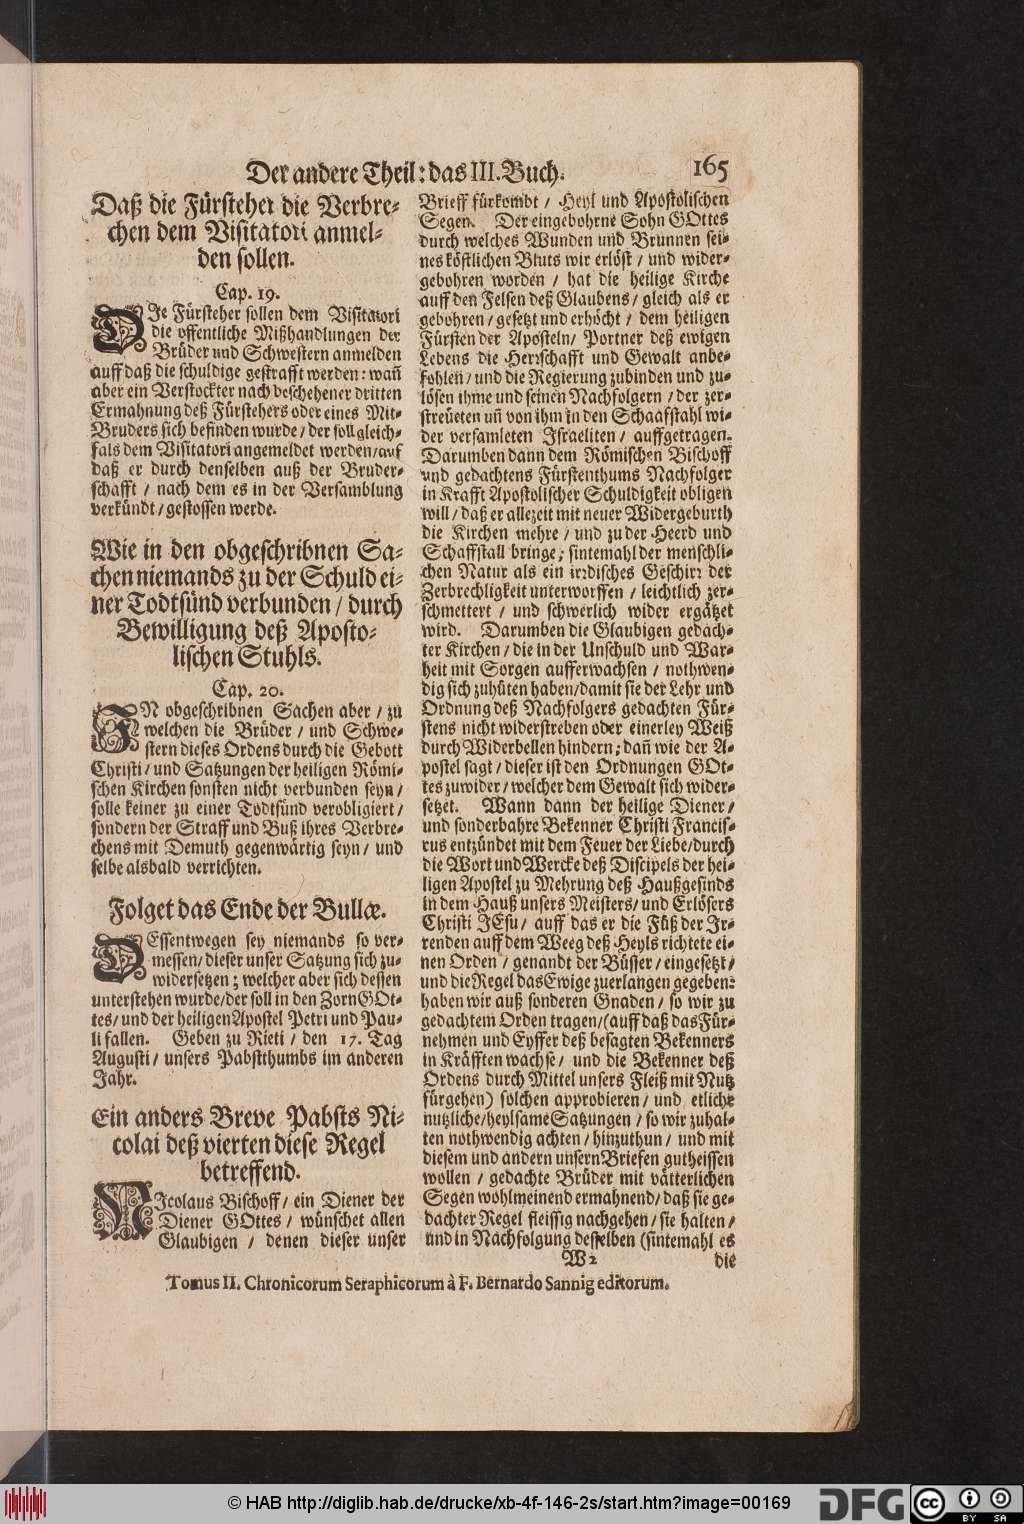 Der andere Theil: das III. Buch. 165
Daß die Fürsteher die Verbre-
chen dem Visitatori anmel-
den sollen.
Cap. 19.
DIe Fürsteher sollen dem Visitatori
die offentliche Mißhandlungen der
Brüder und Schwestern anmelden
auff daß die schuldige gestrafft werden: wañ
aber ein Verstockter nach beschehener dritten
Ermahnung deß Fürstehers oder eines Mit-
Bruders sich befinden wurde / der soll gleich-
fals dem Visitatori angemeldet werden / auf
daß er durch denselben auß der Bruder-
schafft / nach dem es in der Versamblung
verkündt / gestossen werde.
Wie in den obgeschribnen Sa-
chen niemands zu der Schuld ei-
ner Todtsünd verbunden / durch
Bewilligung deß Aposto-
lischen Stuhls.
Cap. 20.
IN obgeschribnen Sachen aber / zu
welchen die Brüder / und Schwe-
stern dieses Ordens durch die Gebott
Christi / und Satzungen der heiligen Römi-
schen Kirchen sonsten nicht verbunden seyn /
solle keiner zu einer Todtsünd verobligiert /
sondern der Straff und Buß ihres Verbre-
chens mit Demuth gegenwärtig seyn / und
selbe alsbald verrichten.
Folget das Ende der Bullæ.
DEssentwegen sey niemands so ver-
messen / dieser unser Satzung sich zu-
widersetzen; welcher aber sich dessen
unterstehen wurde / der soll in den Zorn GOt-
tes / und der heiligen Apostel Petri und Pau-
li fallen. Geben zu Rieti / den 17. Tag
Augusti / unsers Pabstthumbs im anderen
Jahr.
Ein anders Breve Pabsts Ni-
colai deß vierten diese Regel
betreffend.
NIcolaus Bischoff / ein Diener der
Diener GOttes / wünschet allen
Glaubigen / denen dieser unser
Brieff fürkombt / Heyl und Apostolischen
Segen. Der eingebohrne Sohn GOttes
durch welches Wunden und Brunnen sei-
nes köstlichen Bluts wir erlöst / und wider-
gebohren worden / hat die heilige Kirche
auff den Felsen deß Glaubens / gleich als er
gebohren / gesetzt und erhöcht / dem heiligen
Fürsten der Aposteln / Portner deß ewigen
Lebens die Herrschafft und Gewalt anbe-
fohlen / und die Regierung zubinden und zu-
lösen ihme und seinen Nachfolgern / der zer-
streüeten uñ von ihm in den Schaafstahl wi-
der versamleten Israeliten / auffgetragen.
Darumben dann dem Römischen Bischoff
und gedachtens Fürstenthums Nachfolger
in Krafft Apostolischer Schuldigkeit obligen
will / daß er allezeit mit neuer Widergeburth
die Kirchen mehre / und zu der Heerd und
Schaffstall bringe; sintemahl der menschli-
chen Natur als ein irrdisches Geschirr der
Zerbrechligkeit unterworffen / leichtlich zer-
schmettert / und schwerlich wider ergätzet
wird. Darumben die Glaubigen gedach-
ter Kirchen / die in der Unschuld und War-
heit mit Sorgen aufferwachsen / nothwen-
dig sich zuhüten haben / damit sie der Lehr und
Ordnung deß Nachfolgers gedachten Für-
stens nicht widerstreben oder einerley Weiß
durch Widerbellen hindern; dañ wie der A-
postel sagt / dieser ist den Ordnungen GOt-
tes zuwider / welcher dem Gewalt sich wider-
setzet. Wann dann der heilige Diener /
und sonderbahre Bekenner Christi Francis-
cus entzündet mit dem Feuer der Liebe / durch
die Wort und Wercke deß Discipels der hei-
ligen Apostel zu Mehrung deß Haußgesinds
in dem Hauß unsers Meisters / und Erlösers
Christi JEsu / auff das er die Füß der Ir-
renden auff dem Weeg deß Heyls richtete ei-
nen Orden / genandt der Büsser / eingesetzt /
und die Regel das Ewige zuerlangen gegeben:
haben wir auß sonderen Gnaden / so wir zu
gedachtem Orden tragen / (auff daß das Für-
nehmen und Eyffer deß besagten Bekenners
in Kräfften wachse / und die Bekenner deß
Ordens durch Mittel unsers Fleiß mit Nutz
fürgehen) solchen approbieren / und etliche
nutzliche / heylsame Satzungen / so wir zuhal-
ten nothwendig achten / hinzuthun / und mit
diesem und andern unsern Briefen gutheissen
wollen / gedachte Brüder mit vätterlichen
Segen wohlmeinend ermahnend / daß sie ge-
dachter Regel fleissig nachgehen / sie halten /
und in Nachfolgung desselben (sintemahl es
W 2 die
Tomus II. Chronicorum Seraphicorum à F. Bernardo Sannig editorum.
© HAB http://diglib.hab.de/drucke/xb-4f-146-2s/start.htm?image=00169
DFG
cc
BY SA